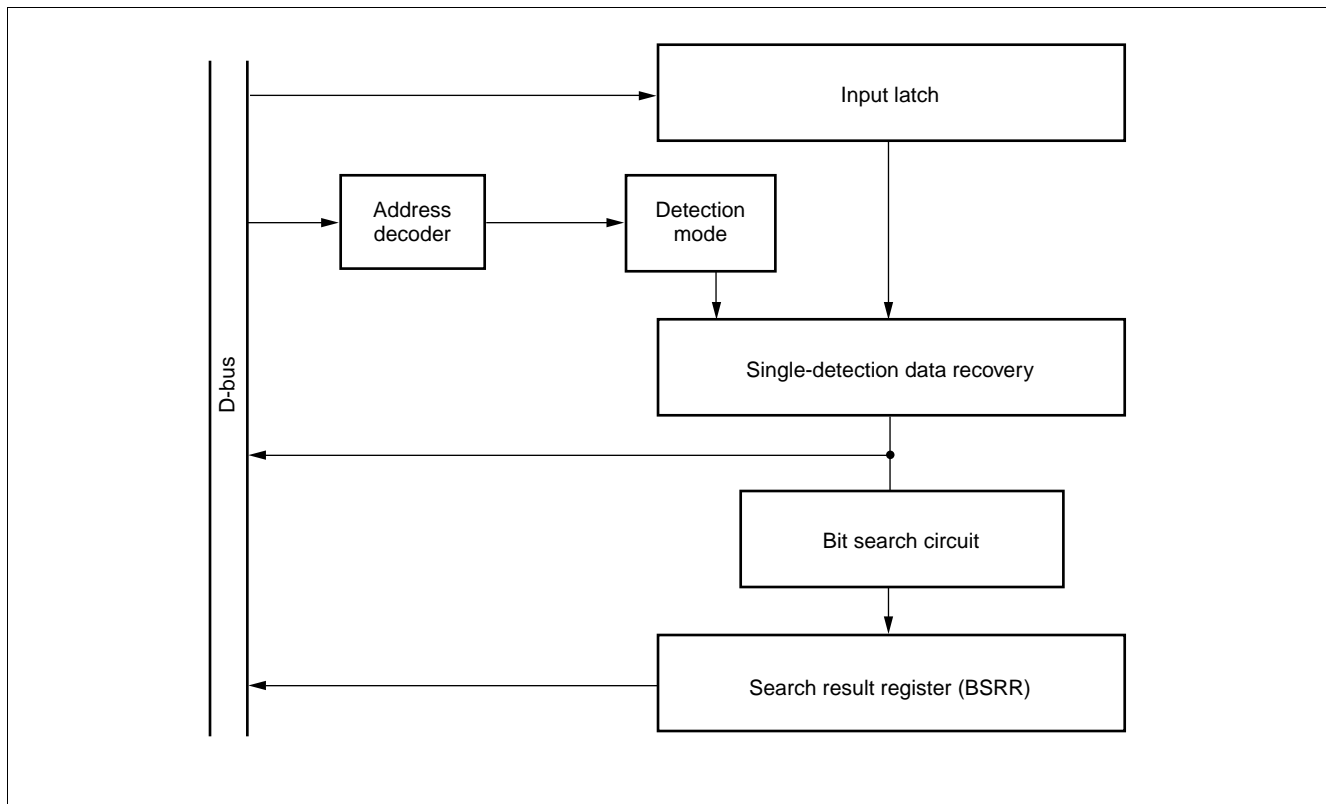 Input latch
Address
decoder
Detection
mode
D-bus
Single-detection data recovery
Bit search circuit
Search result register (BSRR)